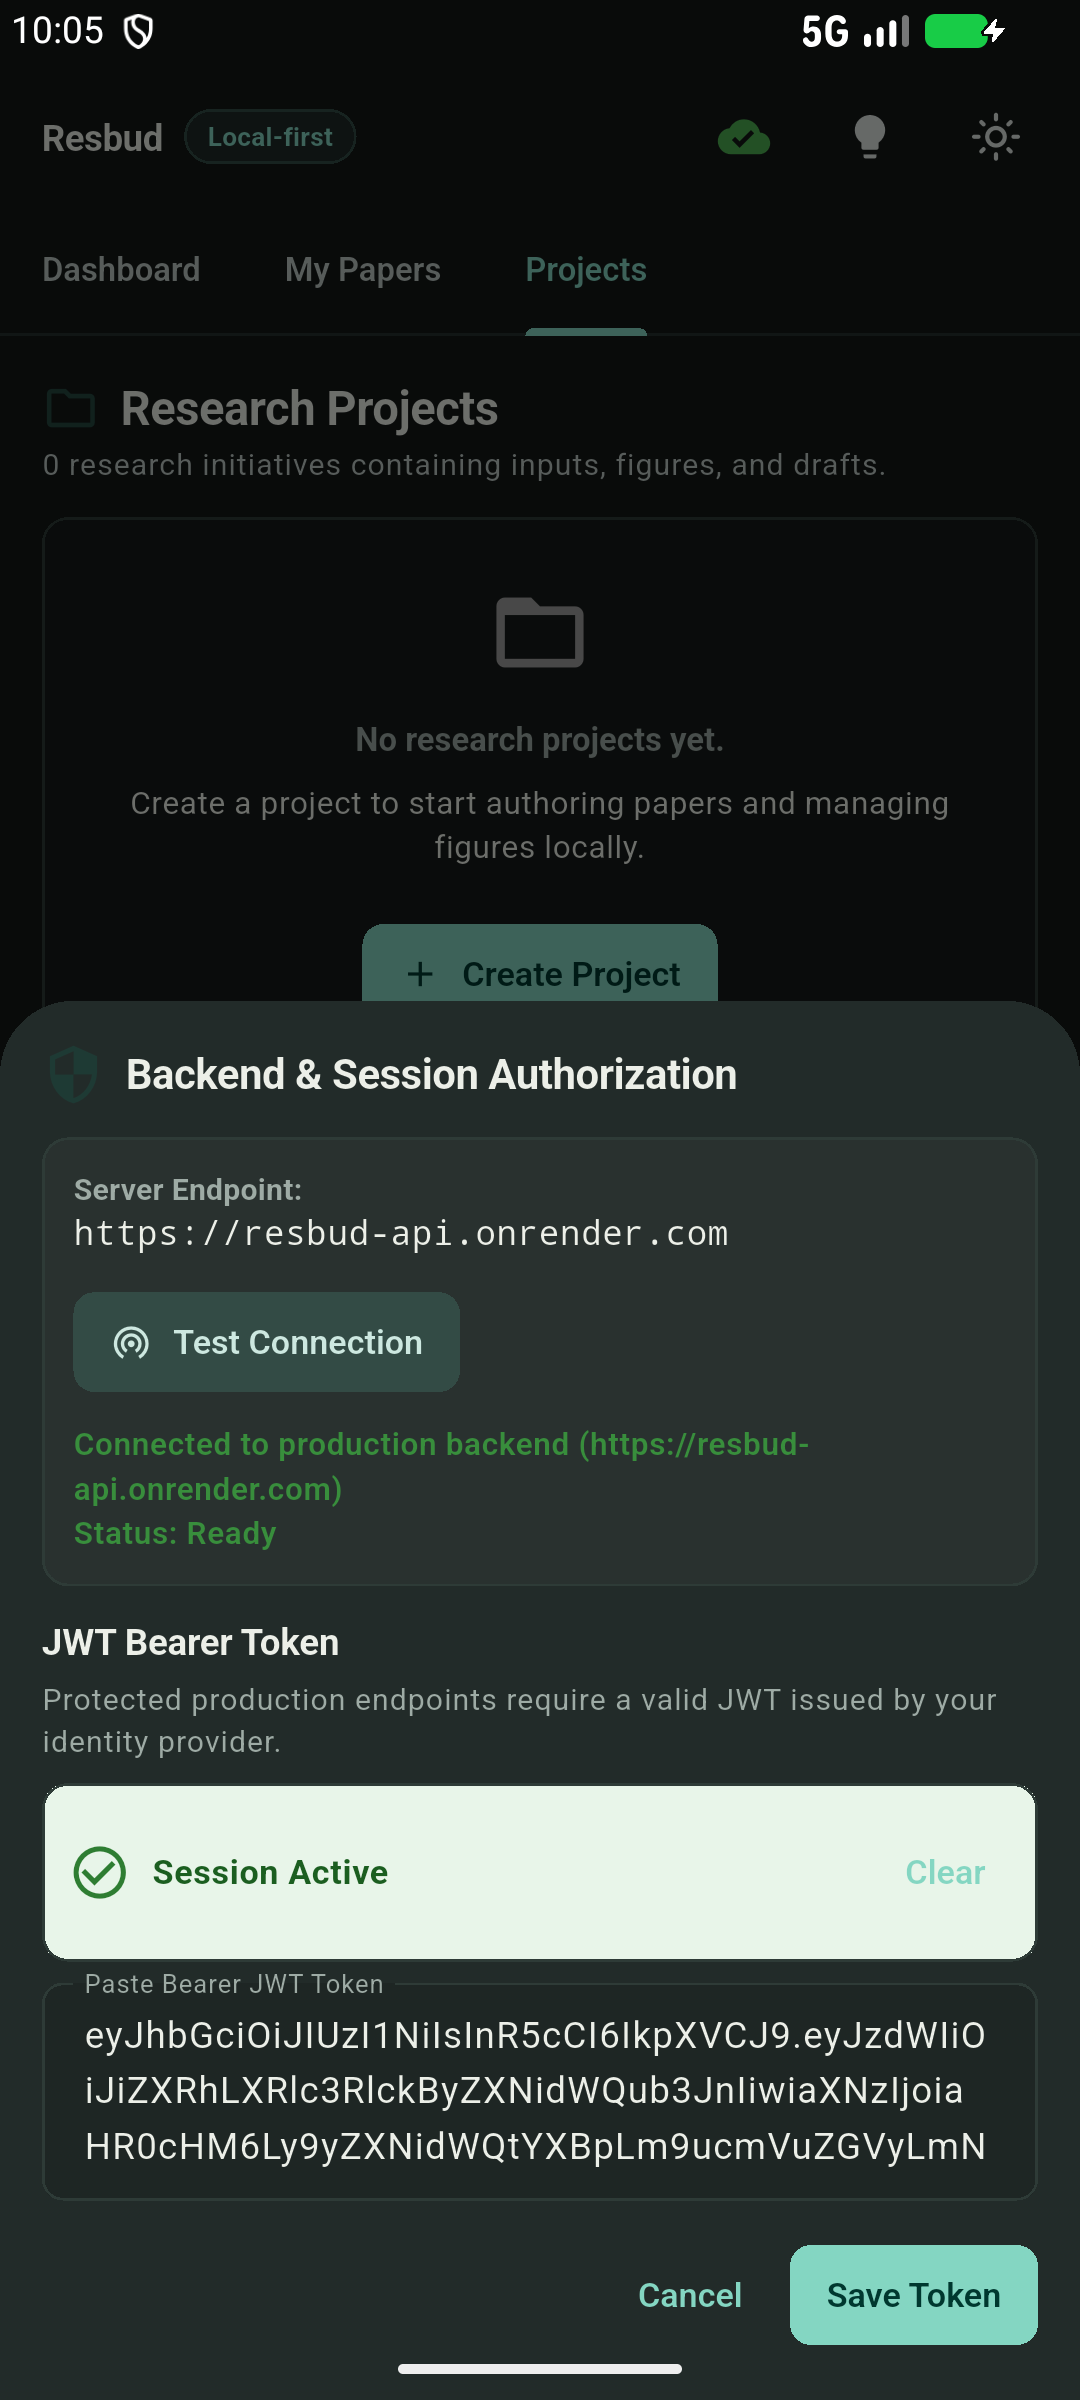 10:05
5G
Resbud
Local-first
Dashboard
My Papers
Projects
Research Projects
0 research initiatives containing inputs, figures, and drafts.
No research projects yet.
Create a project to start authoring papers and managing
figures locally.
+ Create Project
Backend & Session Authorization
Server Endpoint:
https://resbud-api.onrender.com
Test Connection
Connected to production backend (https://resbud-
api.onrender.com)
Status: Ready
JWT Bearer Token
Protected production endpoints require a valid JWT issued by your
identity provider.
Session Active
Clear
Paste Bearer JWT Token
eyJhbGciOiJIUzI1NiIsInR5cCI6IkpXVCJ9.eyJzdWIiO
iJiZXRhLXRlc3RlckByZXNidWQub3JnIiwiaXNzIjoia
HR0cHM6Ly9yZXNidWQtYXBpLm9ucmVuZGVyLmN
Cancel
Save Token